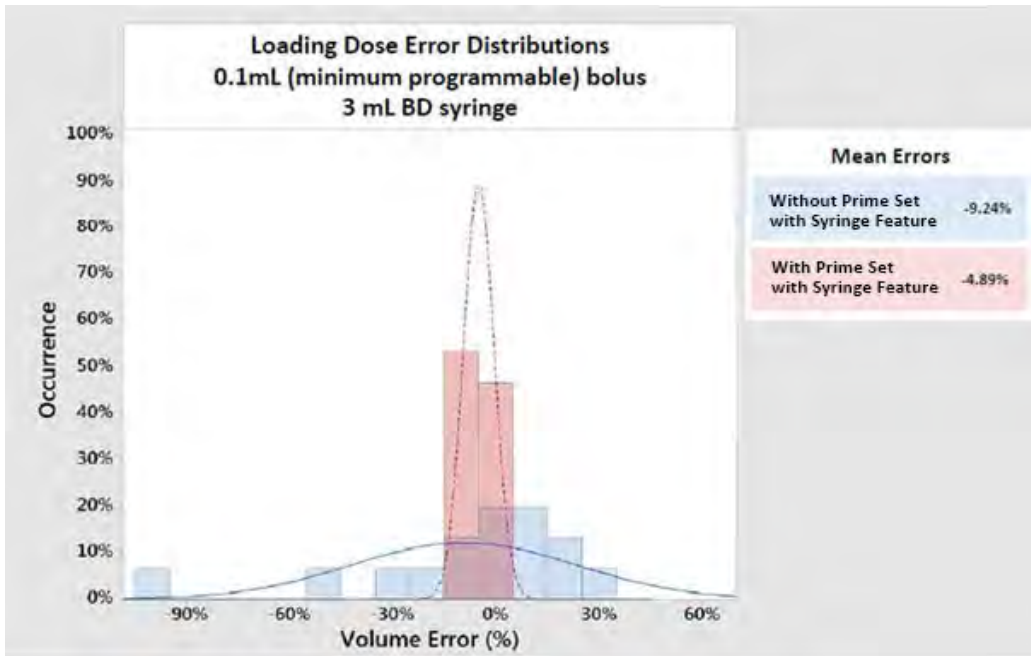 Loading Dose Error Distributions
0.1mL (minimum programmable) bolus
3 mL BD syringe
100%
90%
80%
70%
60%
50%
40%
30%
20%
10%
0%
Occurrence
-90%
-60%
-30%
0%
30%
60%
Volume Error (%)
Mean Errors
Without Prime Set
with Syringe Feature
-9.24%
With Prime Set
with Syringe Feature
-4.89%